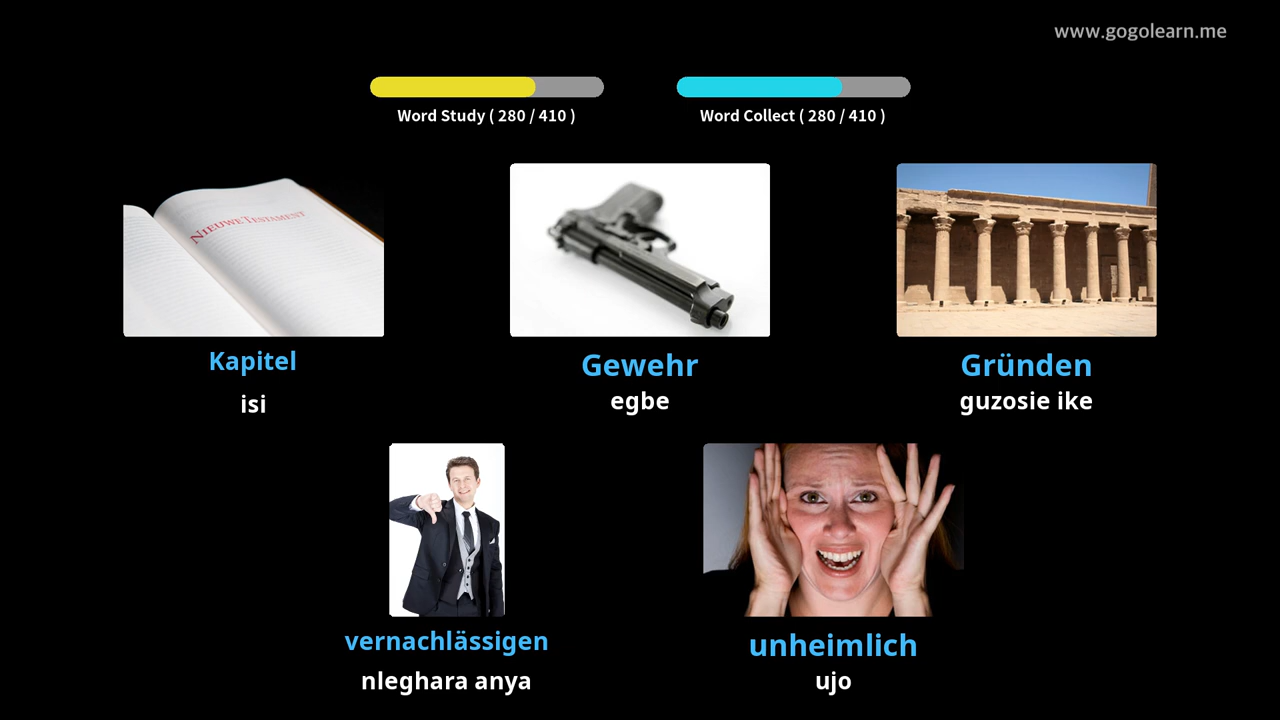 www.gogolearn.me
Word Study ( 280 / 410 )
Word Collect ( 280 / 410 )
NIEUWE TESTAMENT
Kapitel
isi
Gewehr
egbe
Gründen
guzosie ike
vernachlässigen
nleghara anya
unheimlich
ujo